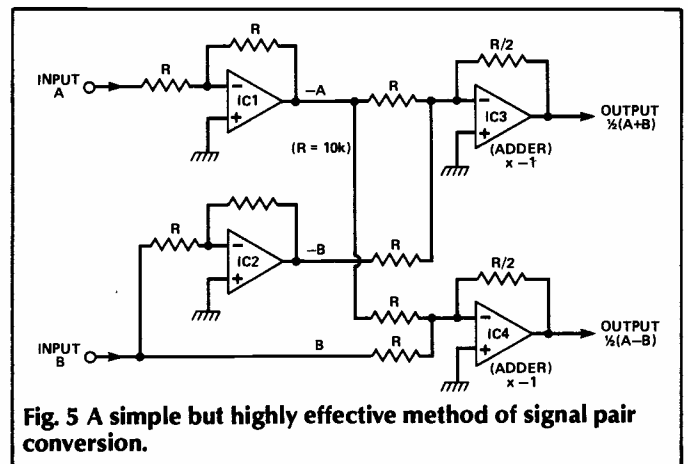 R
R/2
INPUT
A
R
IC1
–
+
–A
R
(R = 10k)
–
IC3
+
(ADDER)
x –1
OUTPUT
½(A+B)
R
–
IC2
+
–B
R
R/2
R
–
IC4
+
(ADDER)
x –1
OUTPUT
½(A–B)
INPUT
B
B
R
Fig. 5 A simple but highly effective method of signal pair
conversion.